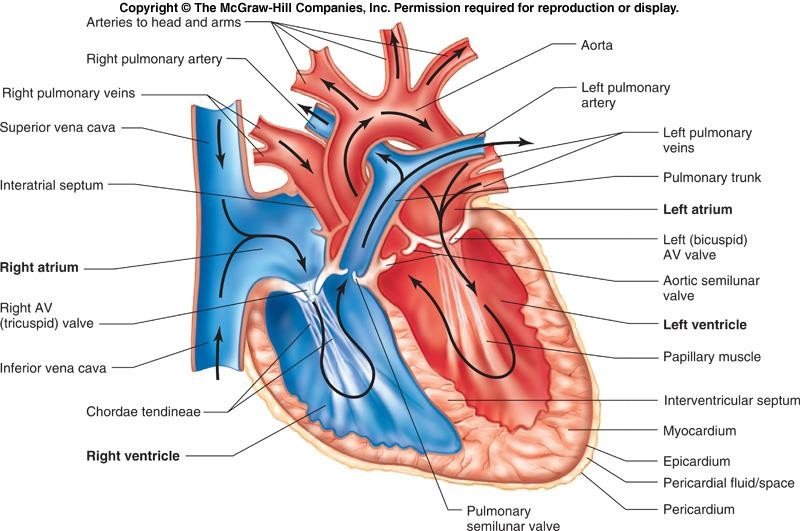 Copyright © The McGraw-Hill Companies, Inc. Permission required for reproduction or display.
Arteries to head and arms
Right pulmonary artery
Right pulmonary veins
Superior vena cava
Interatrial septum
Right atrium
Right AV
(tricuspid) valve
Inferior vena cava
Chordae tendineae
Right ventricle
Aorta
Left pulmonary
artery
Left pulmonary
veins
Pulmonary trunk
Left atrium
Left (bicuspid)
AV valve
Aortic semilunar
valve
Left ventricle
Papillary muscle
Interventricular septum
Myocardium
Epicardium
Pericardial fluid/space
Pericardium
Pulmonary
semilunar valve